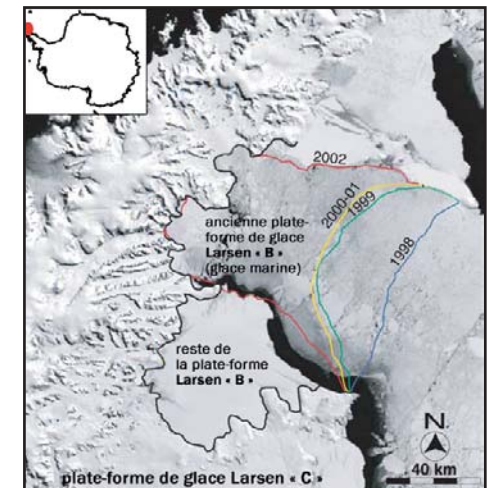 2002
2000-01
1999
1998
ancienne plate-
forme de glace
Larsen « B »
(glace marine)
reste de
la plate-forme
Larsen « B »
N
40 km
plate-forme de glace Larsen « C »